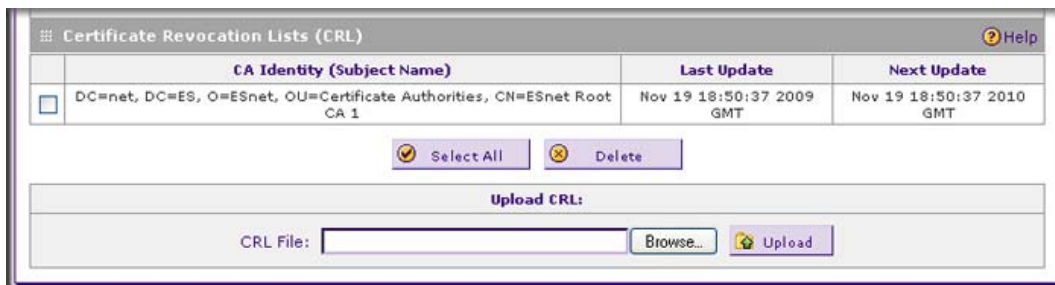 Certificate Revocation Lists (CRL)
Help
CA Identity (Subject Name)
Last Update
Next Update
DC=net, DC=ES, O=ESnet, OU=Certificate Authorities, CN=ESnet Root
CA 1
Nov 19 18:50:37 2009
GMT
Nov 19 18:50:37 2010
GMT
Select All
Delete
Upload CRL:
CRL File:
Browse...
Upload